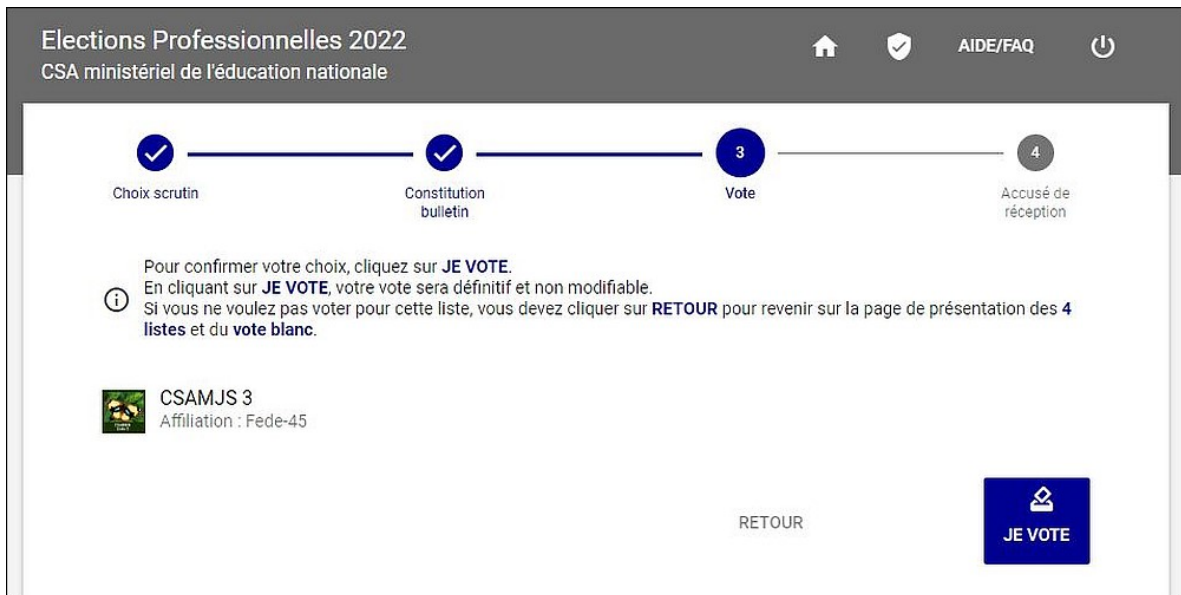 Elections Professionnelles 2022
CSA ministériel de l'éducation nationale
AIDE/FAQ
3
4
Choix scrutin
Constitution
bulletin
Vote
Accusé de
réception
Pour confirmer votre choix, cliquez sur JE VOTE.
En cliquant sur JE VOTE, votre vote sera définitif et non modifiable.
Si vous ne voulez pas voter pour cette liste, vous devez cliquer sur RETOUR pour revenir sur la page de présentation des 4
listes et du vote blanc.
CSAMJS 3
Affiliation : Fede-45
RETOUR
JE VOTE